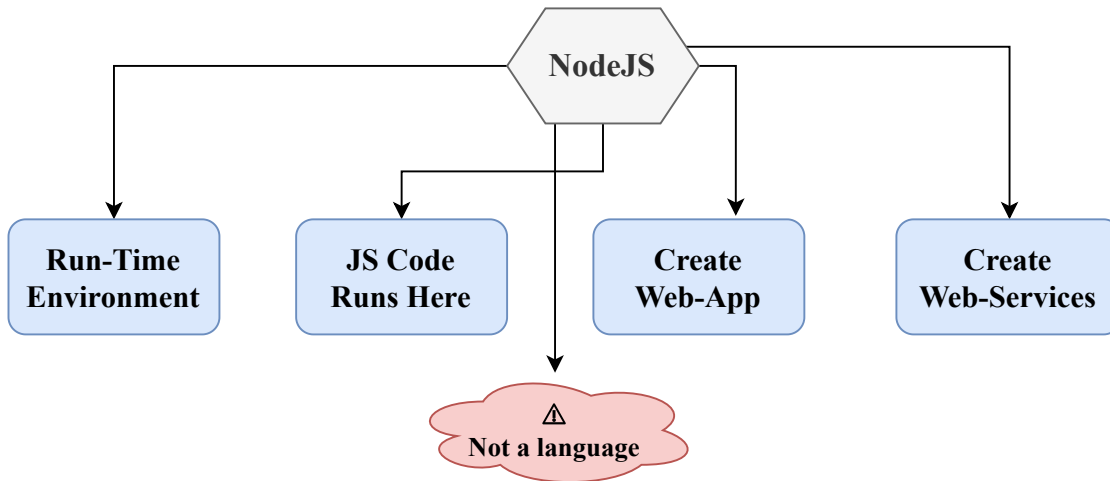 NodeJS
Run-Time
Environment
JS Code
Runs Here
Create
Web-App
Create
Web-Services
⚠
Not a language